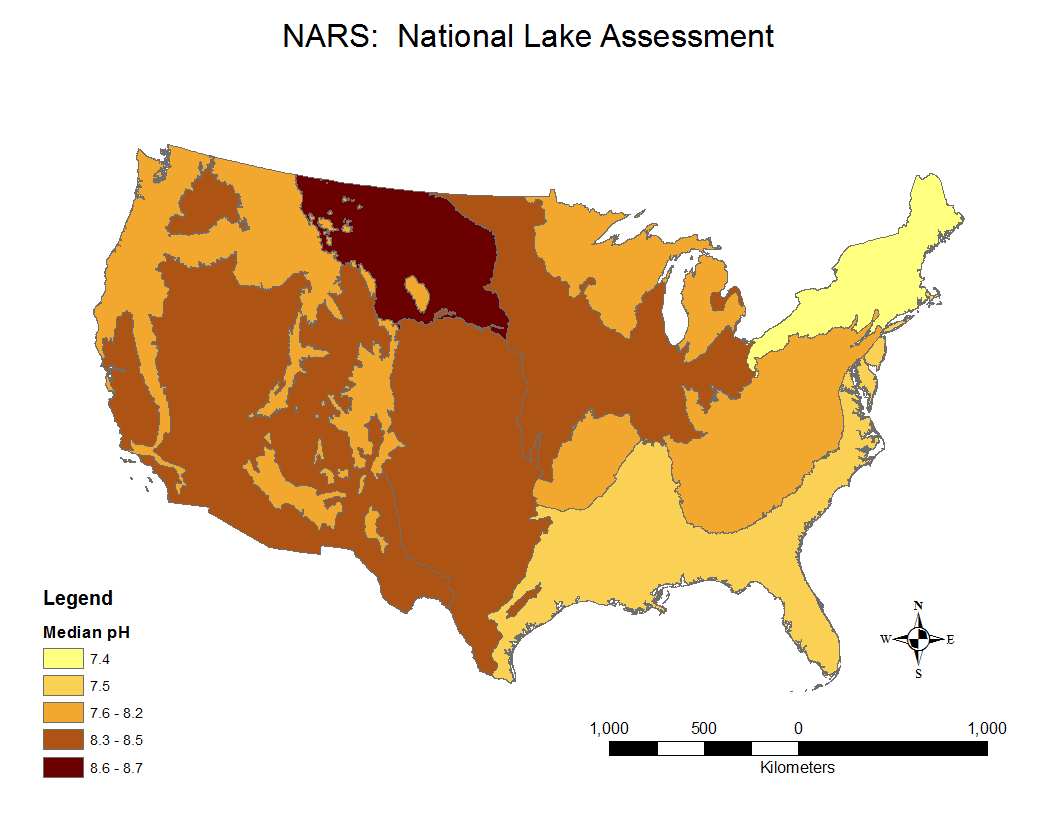 NARS:  National Lake Assessment
Legend
Median pH
7.4
7.5
7.6 - 8.2
8.3 - 8.5
8.6 - 8.7
N
W E
S
1,000 500 0 1,000
Kilometers